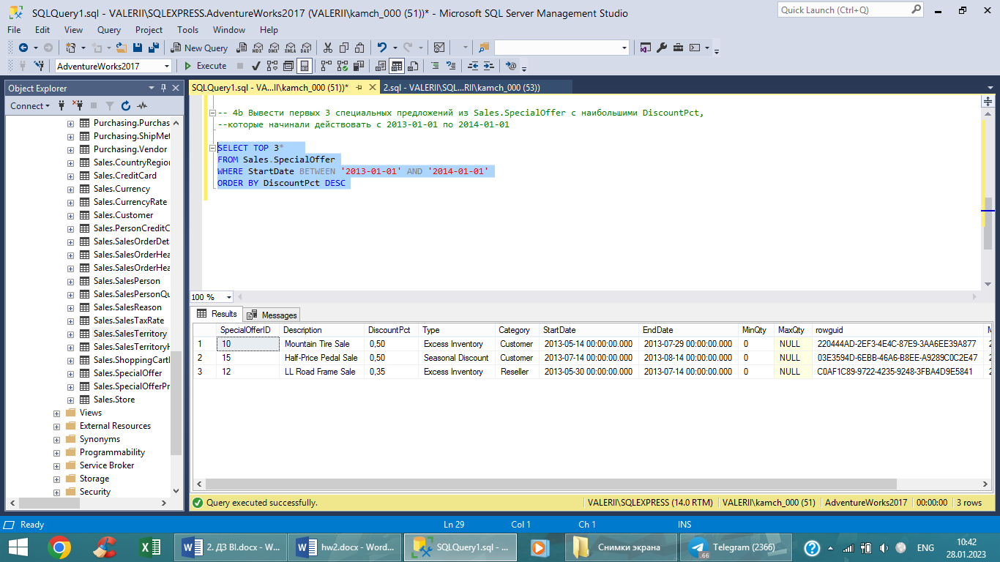 SQLQuery1.sql - VALERII\SQLEXPRESS.AdventureWorks2017 (VALERII\kamch_000 (51))* - Microsoft SQL Server Management Studio
Quick Launch (Ctrl+Q)
File Edit View Query Project Tools Window Help
New Query
MDX DMX XMLA DAX
AdventureWorks2017
Execute
Object Explorer
SQLQuery1.sql - VA...II\kamch_000 (51))*
2.sql - VALERII\SQL...RII\kamch_000 (53))
Connect
Purchasing.Purchas
Purchasing.ShipMet
Purchasing.Vendor
Sales.CountryRegion
Sales.CreditCard
Sales.Currency
Sales.CurrencyRate
Sales.Customer
Sales.PersonCreditC
Sales.SalesOrderDet
Sales.SalesOrderHea
Sales.SalesOrderHea
Sales.SalesPerson
Sales.SalesPersonQu
Sales.SalesReason
Sales.SalesTaxRate
Sales.SalesTerritory
Sales.SalesTerritoryH
Sales.ShoppingCartI
Sales.SpecialOffer
Sales.SpecialOfferPr
Sales.Store
Views
External Resources
Synonyms
Programmability
Service Broker
Storage
Security
-- 4b Вывести первых 3 специальных предложений из Sales.SpecialOffer с наибольшими DiscountPct,
--которые начинали действовать с 2013-01-01 по 2014-01-01
SELECT TOP 3*
FROM Sales.SpecialOffer
WHERE StartDate BETWEEN '2013-01-01' AND '2014-01-01'
ORDER BY DiscountPct DESC
100 %
Results Messages
SpecialOfferID Description DiscountPct Type Category StartDate EndDate MinQty MaxQty rowguid M
1 10 Mountain Tire Sale 0,50 Excess Inventory Customer 2013-05-14 00:00:00.000 2013-07-29 00:00:00.000 0 NULL 220444AD-2EF3-4E4C-87E9-3AA6EE39A877 2
2 15 Half-Price Pedal Sale 0,50 Seasonal Discount Customer 2013-07-14 00:00:00.000 2013-08-14 00:00:00.000 0 NULL 03E3594D-6EBB-46A6-B8EE-A9289C0C2E47 2
3 12 LL Road Frame Sale 0,35 Excess Inventory Reseller 2013-05-30 00:00:00.000 2013-07-14 00:00:00.000 0 NULL C0AF1C89-9722-4235-9248-3FBA4D9E5841 2
Query executed successfully.
VALERII\SQLEXPRESS (14.0 RTM) VALERII\kamch_000 (51) AdventureWorks2017 00:00:00 3 rows
Ready Ln 29 Col 1 Ch 1 INS
2. ДЗ BI.docx - W...
hw2.docx - Word...
SQLQuery1.sql - ...
Снимки экрана
Telegram (2366)
.66
ENG
10:42
28.01.2023